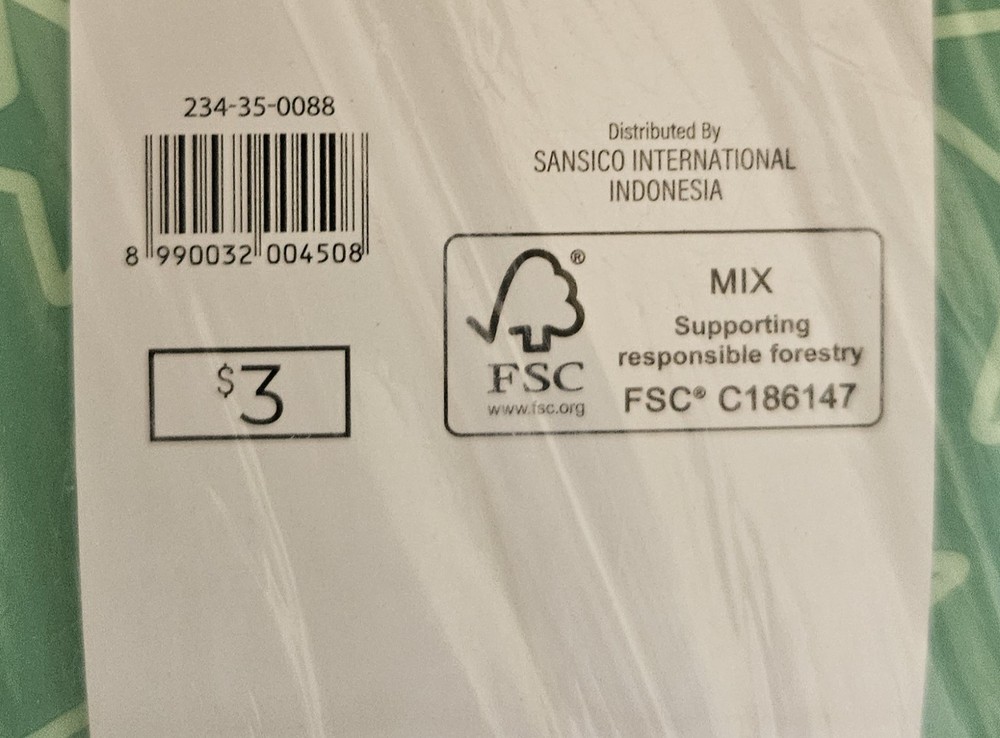 234-35-0088
8 990032 004508
$3
Distributed By
SANSICO INTERNATIONAL
INDONESIA
®
FSC
www.fsc.org
MIX
Supporting
responsible forestry
FSC® C186147